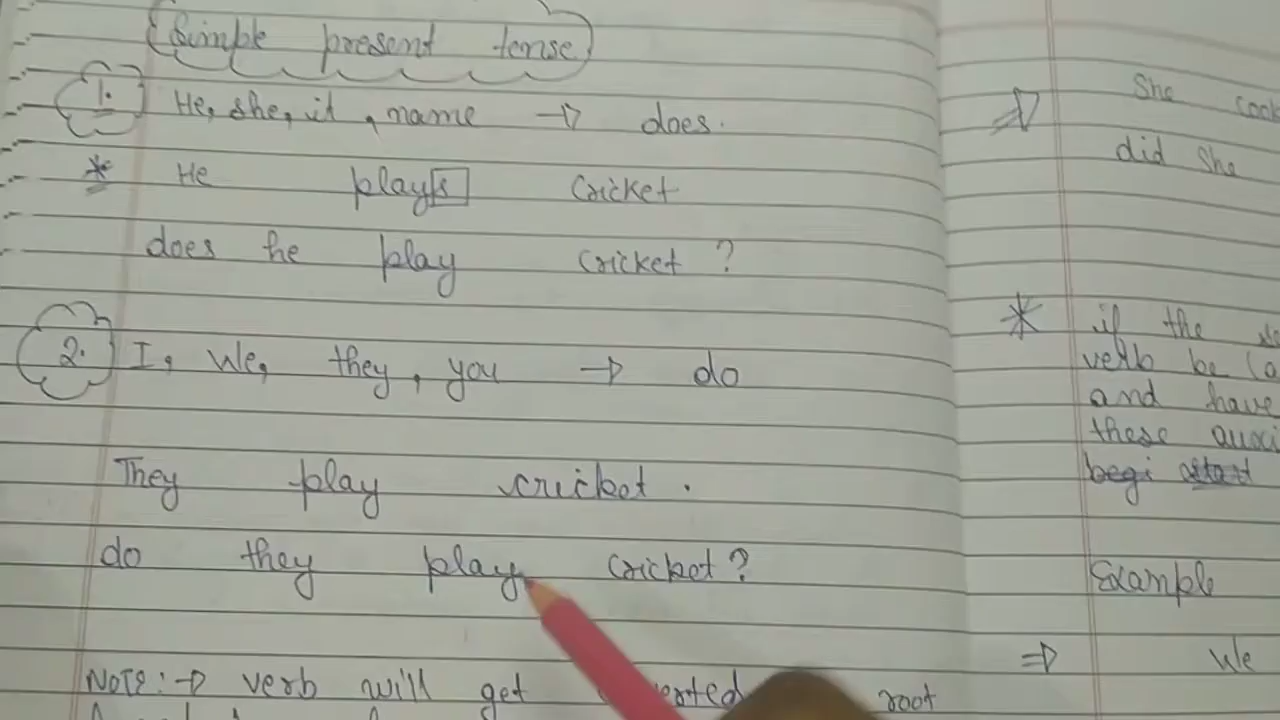 Simple present tense
1. He, she, it, name → does.
* He plays cricket
does he play cricket ?
2. I, We, they, you → do
They play cricket.
do they play cricket?
NOTE:→ verb will get root
She
did she
* if the
verb be
and have
these
begi start
Example
⇒ We